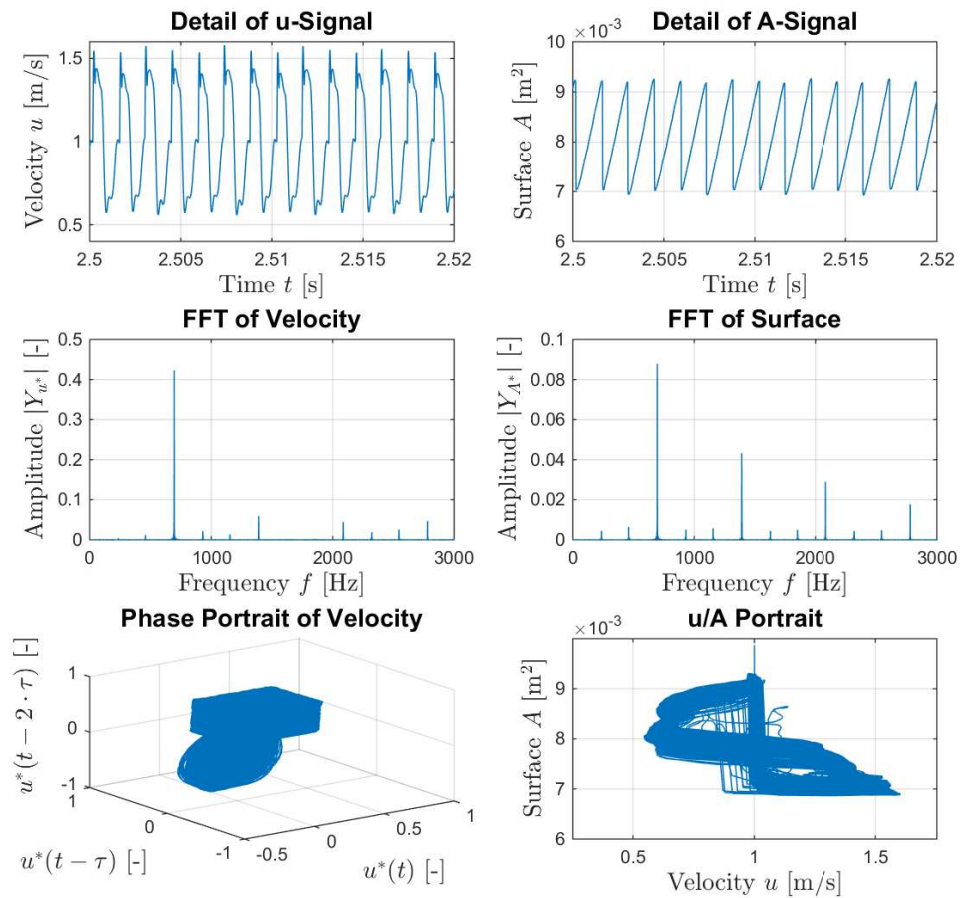 Detail of u-Signal
Velocity u [m/s]
1.5
1
0.5
2.5 2.505 2.51 2.515 2.52
Time t [s]
Detail of A-Signal
×10⁻³
Surface A [m²]
10
9
8
7
6
2.5 2.505 2.51 2.515 2.52
Time t [s]
FFT of Velocity
Amplitude |Y_{u*}| [-]
0.5
0.4
0.3
0.2
0.1
0
0 1000 2000 3000
Frequency f [Hz]
FFT of Surface
Amplitude |Y_{A*}| [-]
0.1
0.08
0.06
0.04
0.02
0
0 1000 2000 3000
Frequency f [Hz]
Phase Portrait of Velocity
u*(t − 2 · τ) [-]
1
0
-1
1
0
-1
u*(t − τ) [-]
-0.5
0
0.5
1
u*(t) [-]
u/A Portrait
×10⁻³
Surface A [m²]
9
8
7
6
0.5 1 1.5
Velocity u [m/s]